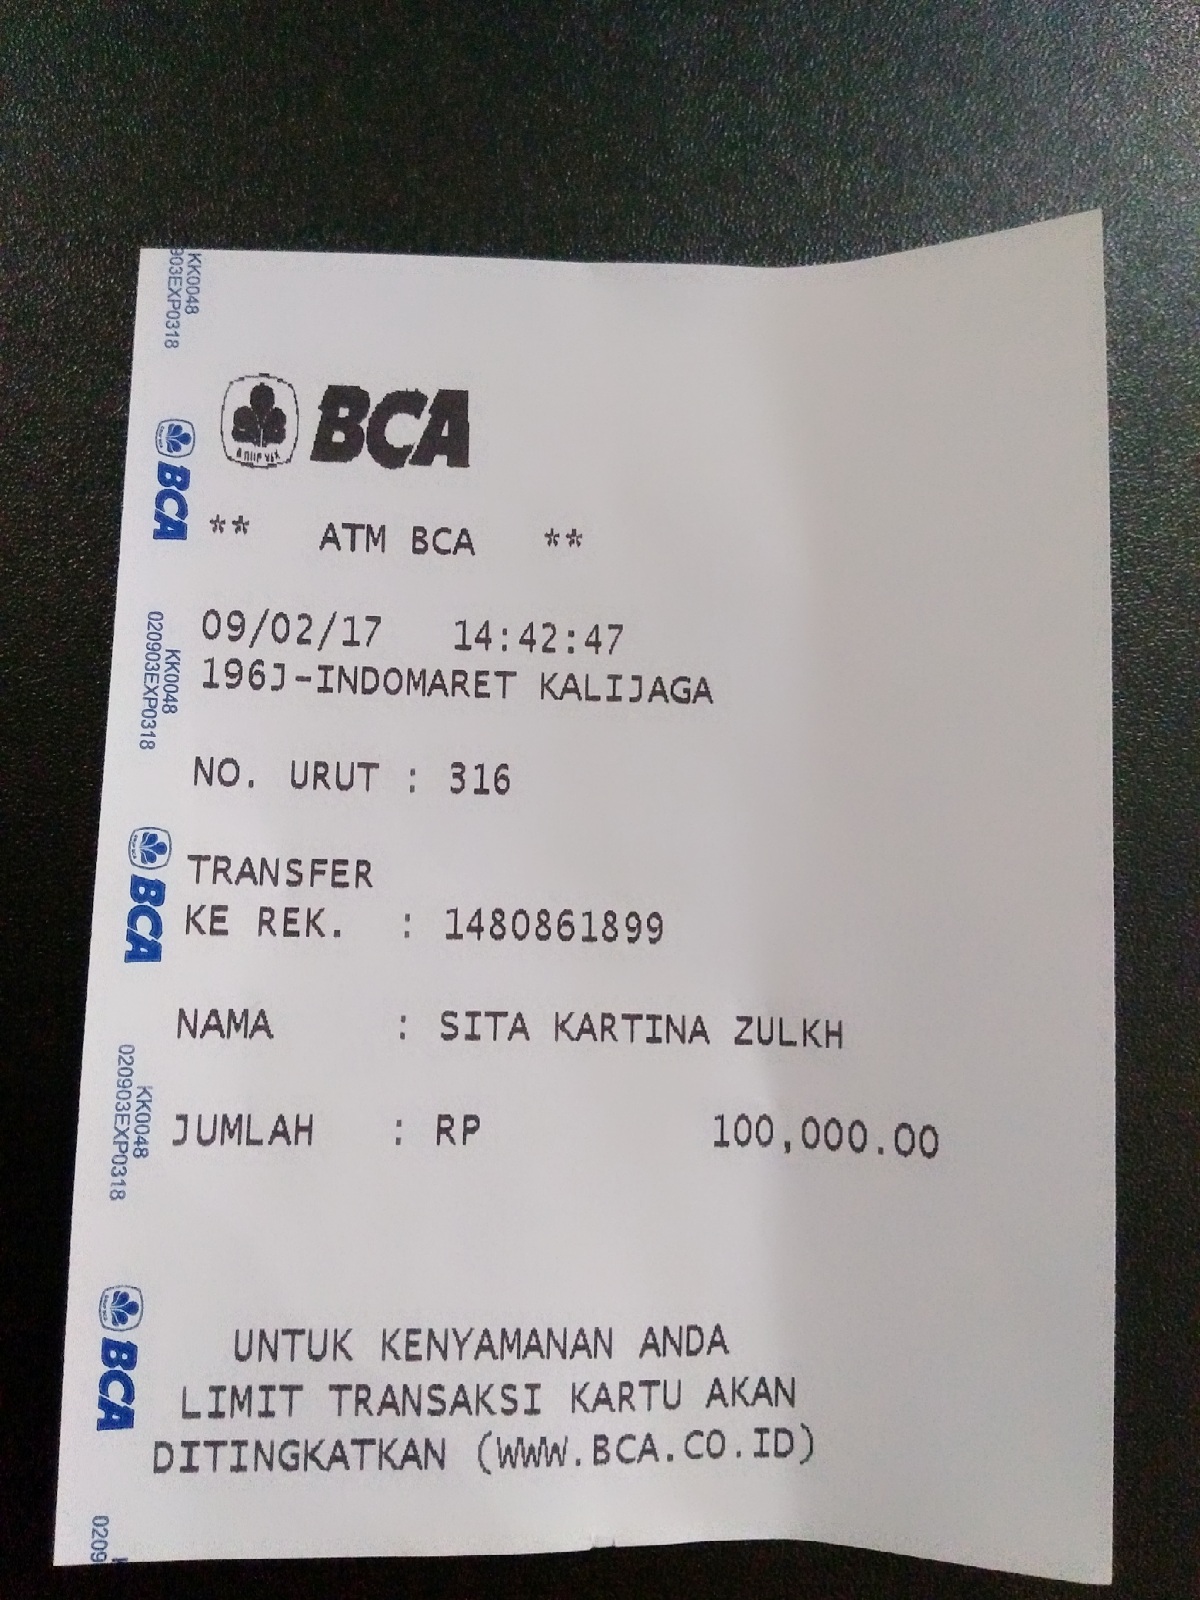 BCA
** ATM BCA **
09/02/17 14:42:47
196J-INDOMARET KALIJAGA
NO. URUT : 316
TRANSFER
KE REK. : 1480861899
NAMA : SITA KARTINA ZULKH
JUMLAH : RP 100,000.00
UNTUK KENYAMANAN ANDA
LIMIT TRANSAKSI KARTU AKAN
DITINGKATKAN (WWW.BCA.CO.ID)
KK0048
903EXP0318
BCA
KK0048
020903EXP0318
BCA
KK0048
020903EXP0318
BCA
0209